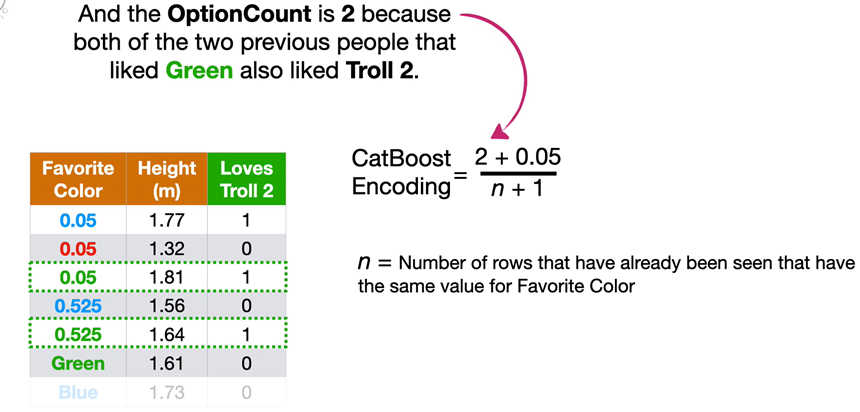 And the OptionCount is 2 because
both of the two previous people that
liked Green also liked Troll 2.
CatBoost Encoding = 2 + 0.05 / n + 1
n = Number of rows that have already been seen that have
the same value for Favorite Color
Favorite Color Height (m) Loves Troll 2
0.05 1.77 1
0.05 1.32 0
0.05 1.81 1
0.525 1.56 0
0.525 1.64 1
Green 1.61 0
Blue 1.73 0